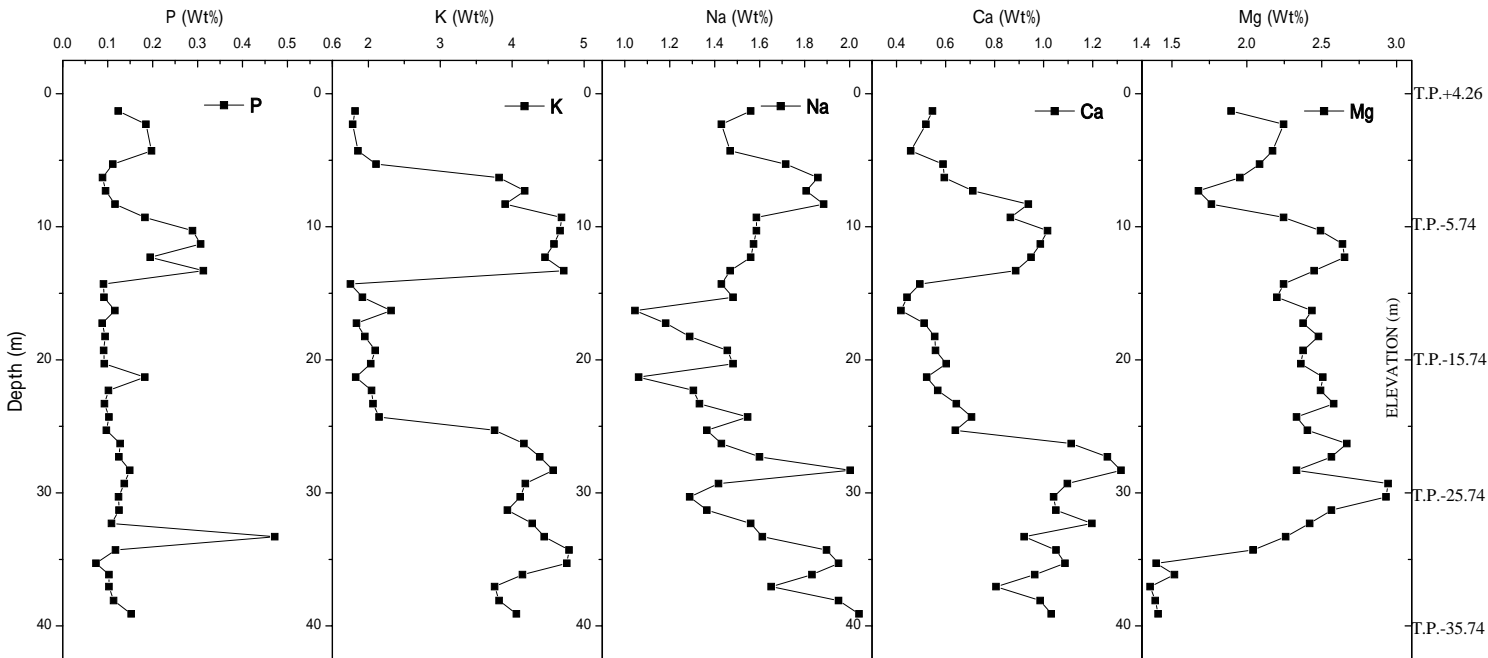 P (Wt%) K (Wt%) Na (Wt%) Ca (Wt%) Mg (Wt%)
0.0 0.1 0.2 0.3 0.4 0.5 0.6 2 3 4 5 1.0 1.2 1.4 1.6 1.8 2.0 0.4 0.6 0.8 1.0 1.2 1.4 1.5 2.0 2.5 3.0
0 0 0 0 0 T.P.+4.26
P K Na Ca Mg
10 10 10 10 10 T.P.-5.74
20 20 20 20 20 T.P.-15.74
30 30 30 30 30 T.P.-25.74
40 40 40 40 40 T.P.-35.74
Depth (m)
ELEVATION (m)